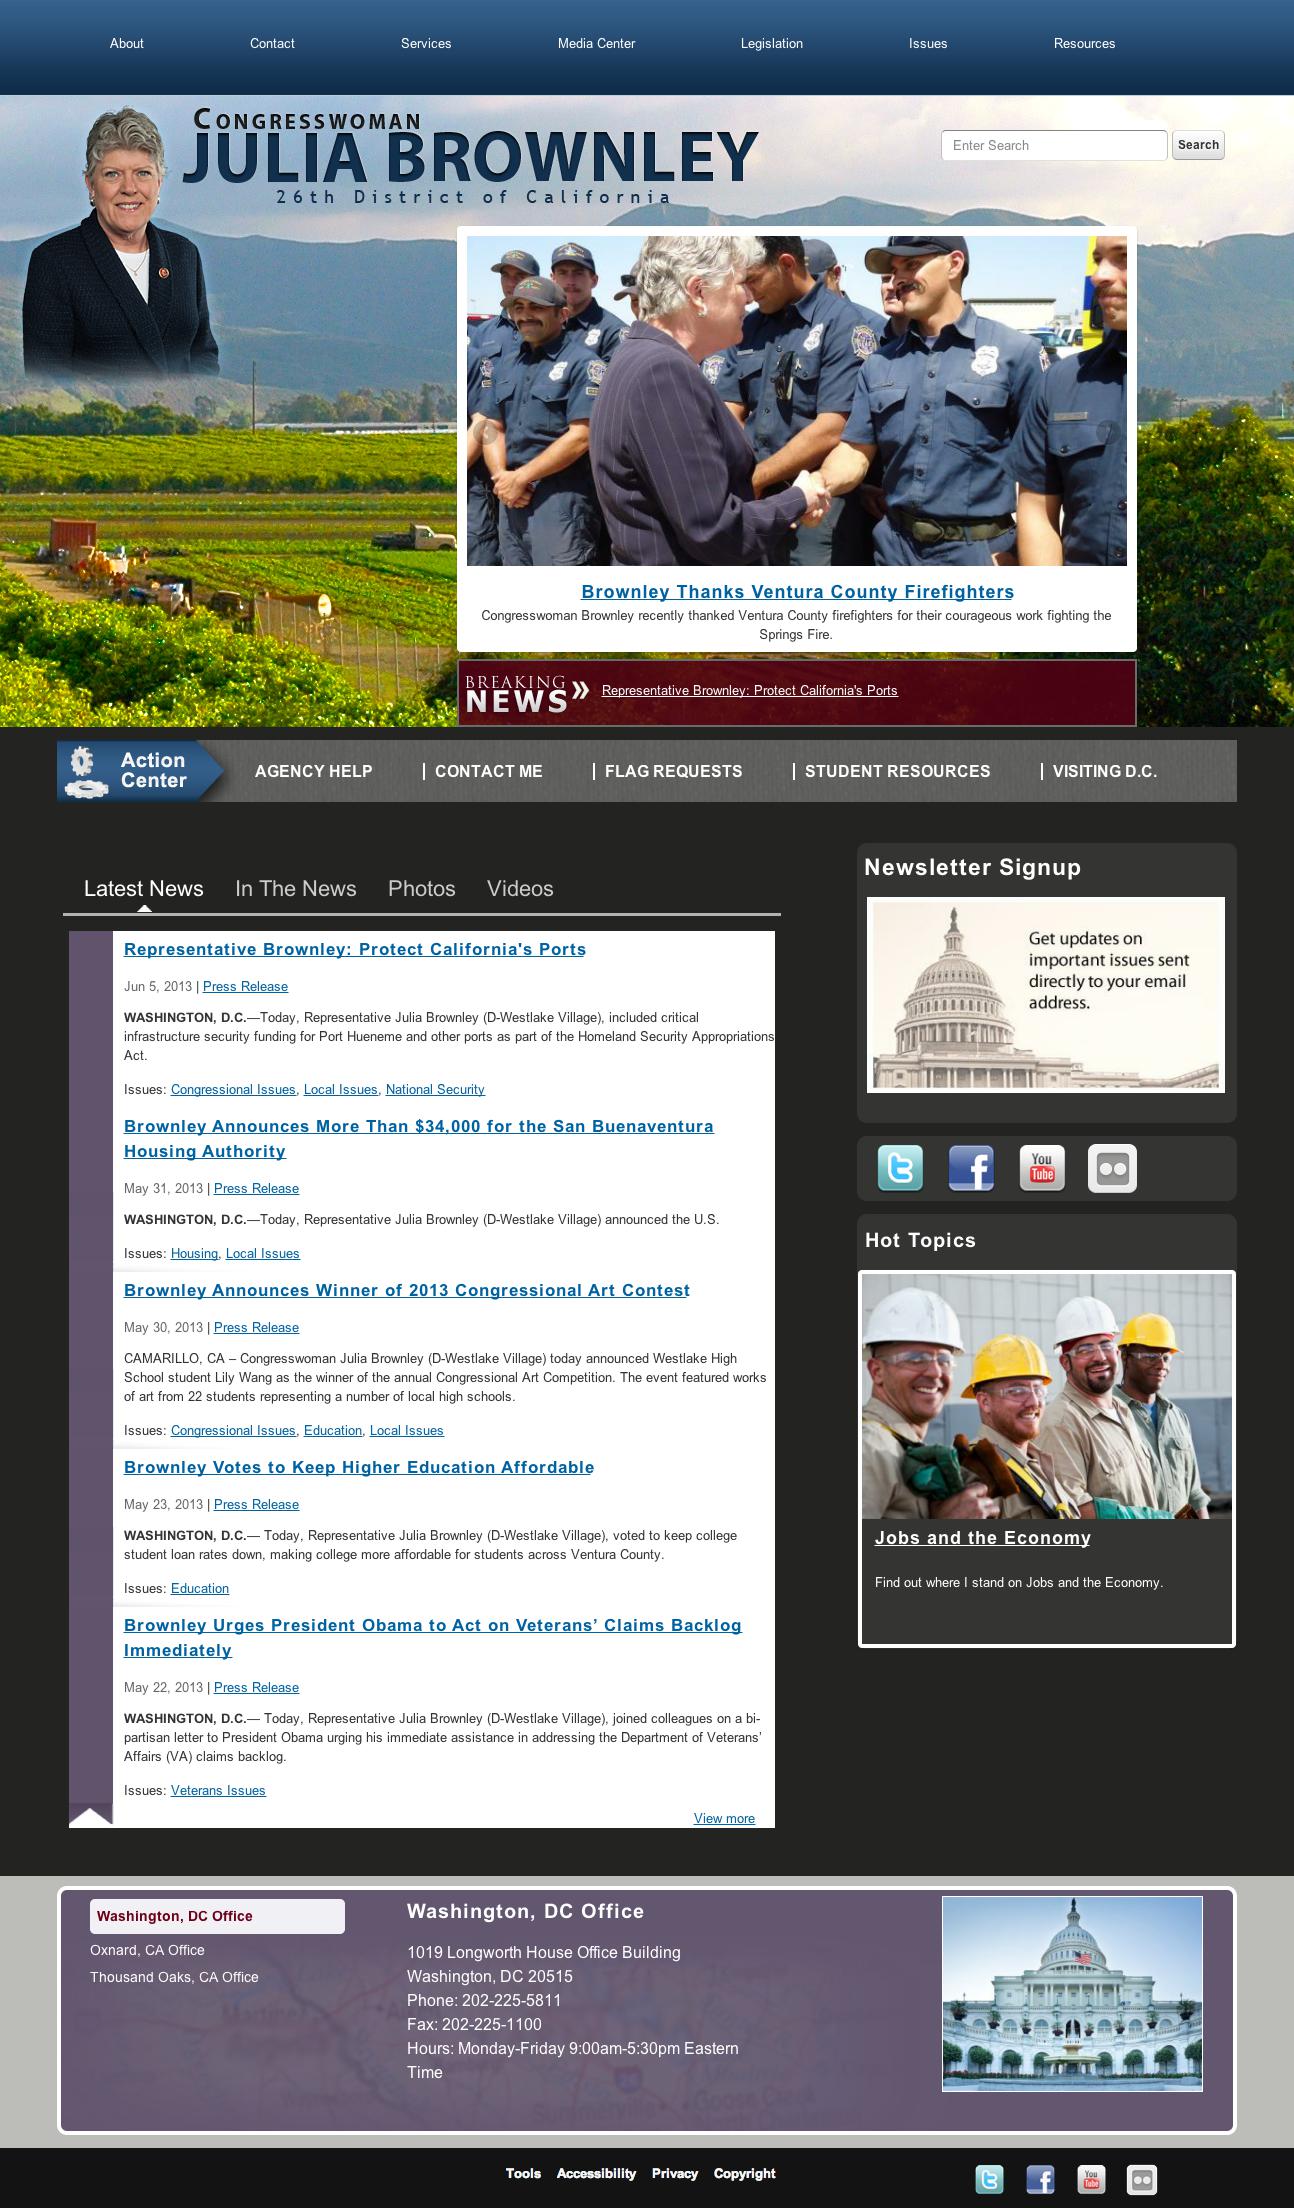 About Contact Services Media Center Legislation Issues Resources
CONGRESSWOMAN
JULIA BROWNLEY
26th District of California
Enter Search Search
Brownley Thanks Ventura County Firefighters
Congresswoman Brownley recently thanked Ventura County firefighters for their courageous work fighting the
Springs Fire.
BREAKING
NEWS »
Representative Brownley: Protect California's Ports
Action
Center
AGENCY HELP | CONTACT ME | FLAG REQUESTS | STUDENT RESOURCES | VISITING D.C.
Latest News In The News Photos Videos
Representative Brownley: Protect California's Ports
Jun 5, 2013 | Press Release
WASHINGTON, D.C.—Today, Representative Julia Brownley (D-Westlake Village), included critical
infrastructure security funding for Port Hueneme and other ports as part of the Homeland Security Appropriations
Act.
Issues: Congressional Issues, Local Issues, National Security
Brownley Announces More Than $34,000 for the San Buenaventura
Housing Authority
May 31, 2013 | Press Release
WASHINGTON, D.C.—Today, Representative Julia Brownley (D-Westlake Village) announced the U.S.
Issues: Housing, Local Issues
Brownley Announces Winner of 2013 Congressional Art Contest
May 30, 2013 | Press Release
CAMARILLO, CA – Congresswoman Julia Brownley (D-Westlake Village) today announced Westlake High
School student Lily Wang as the winner of the annual Congressional Art Competition. The event featured works
of art from 22 students representing a number of local high schools.
Issues: Congressional Issues, Education, Local Issues
Brownley Votes to Keep Higher Education Affordable
May 23, 2013 | Press Release
WASHINGTON, D.C.— Today, Representative Julia Brownley (D-Westlake Village), voted to keep college
student loan rates down, making college more affordable for students across Ventura County.
Issues: Education
Brownley Urges President Obama to Act on Veterans’ Claims Backlog
Immediately
May 22, 2013 | Press Release
WASHINGTON, D.C.— Today, Representative Julia Brownley (D-Westlake Village), joined colleagues on a bi-
partisan letter to President Obama urging his immediate assistance in addressing the Department of Veterans’
Affairs (VA) claims backlog.
Issues: Veterans Issues
View more
Newsletter Signup
Get updates on
important issues sent
directly to your email
address.
You
Tube
Hot Topics
Jobs and the Economy
Find out where I stand on Jobs and the Economy.
Washington, DC Office
Oxnard, CA Office
Thousand Oaks, CA Office
Washington, DC Office
1019 Longworth House Office Building
Washington, DC 20515
Phone: 202-225-5811
Fax: 202-225-1100
Hours: Monday-Friday 9:00am-5:30pm Eastern
Time
Tools Accessibility Privacy Copyright
You
Tube